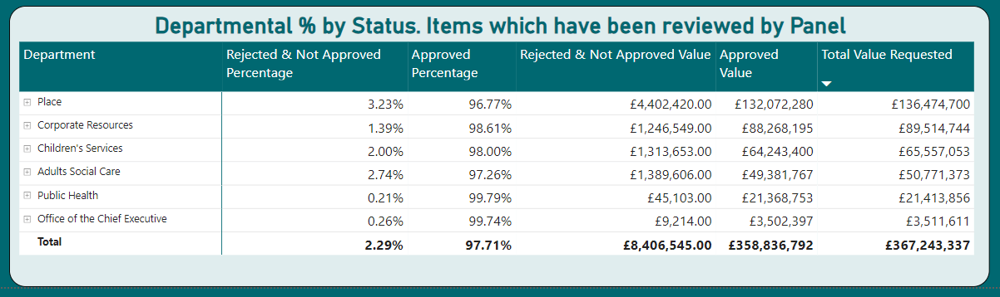 Departmental % by Status. Items which have been reviewed by Panel
Department Rejected & Not Approved Percentage Approved Percentage Rejected & Not Approved Value Approved Value Total Value Requested
Place 3.23% 96.77% £4,402,420.00 £132,072,280 £136,474,700
Corporate Resources 1.39% 98.61% £1,246,549.00 £88,268,195 £89,514,744
Children's Services 2.00% 98.00% £1,313,653.00 £64,243,400 £65,557,053
Adults Social Care 2.74% 97.26% £1,389,606.00 £49,381,767 £50,771,373
Public Health 0.21% 99.79% £45,103.00 £21,368,753 £21,413,856
Office of the Chief Executive 0.26% 99.74% £9,214.00 £3,502,397 £3,511,611
Total 2.29% 97.71% £8,406,545.00 £358,836,792 £367,243,337